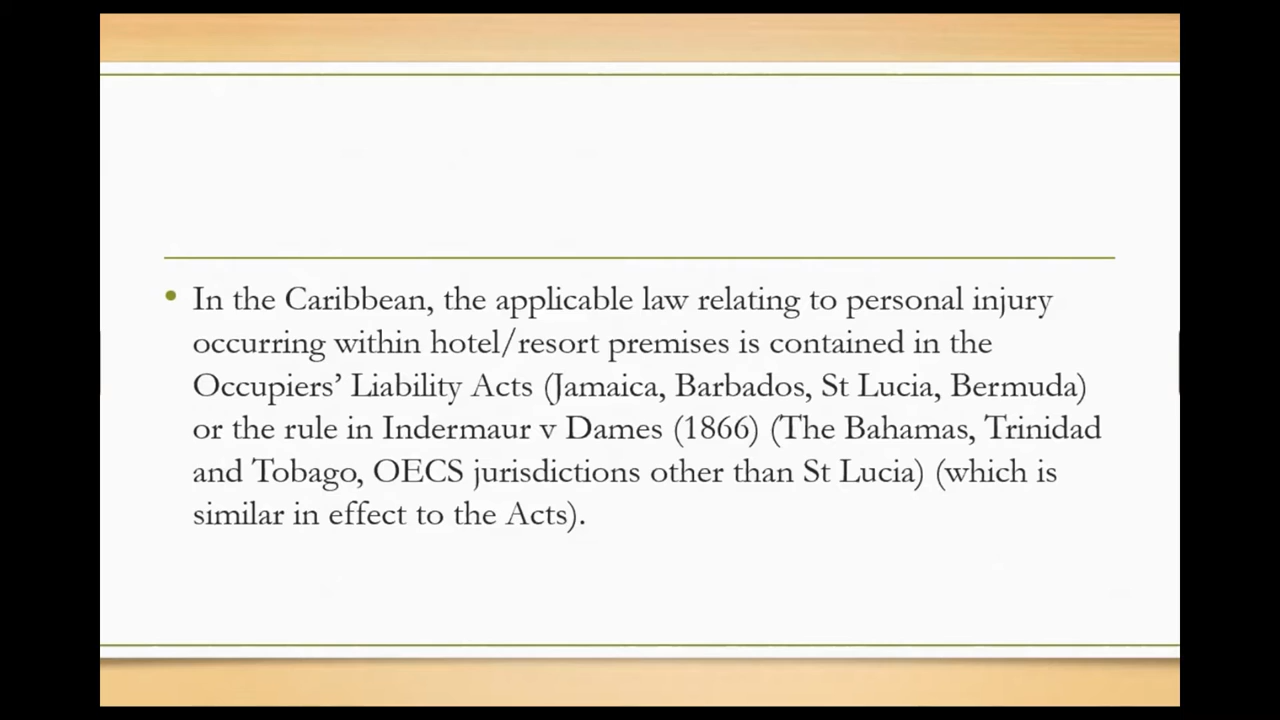 • In the Caribbean, the applicable law relating to personal injury
occurring within hotel/resort premises is contained in the
Occupiers’ Liability Acts (Jamaica, Barbados, St Lucia, Bermuda)
or the rule in Indermaur v Dames (1866) (The Bahamas, Trinidad
and Tobago, OECS jurisdictions other than St Lucia) (which is
similar in effect to the Acts).